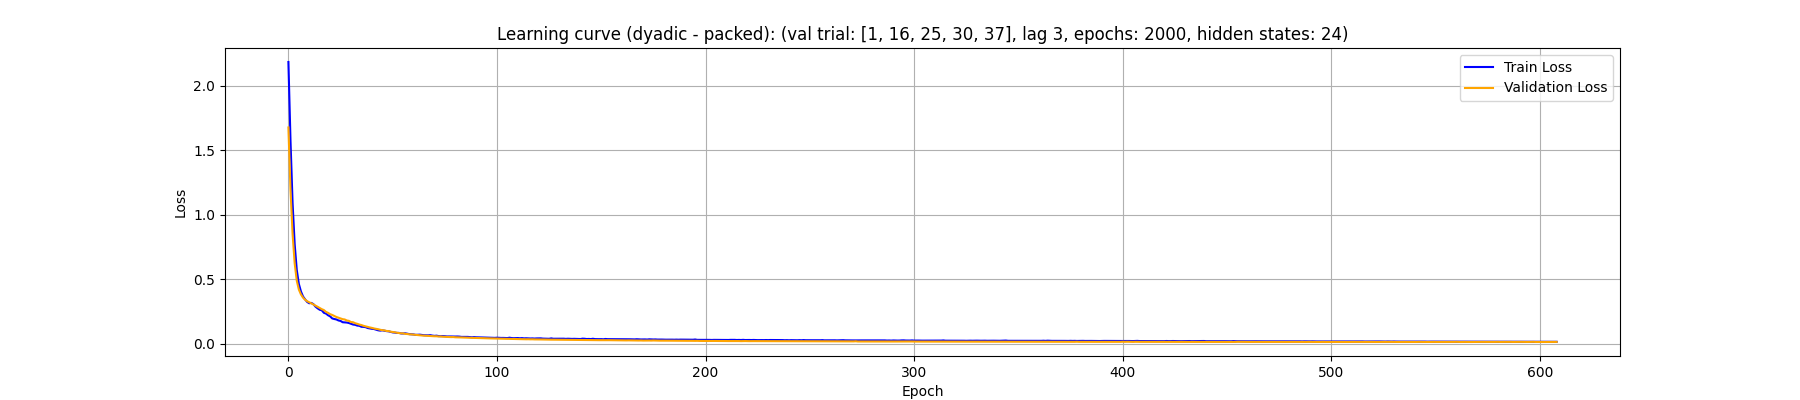 Learning curve (dyadic - packed): (val trial: [1, 16, 25, 30, 37], lag 3, epochs: 2000, hidden states: 24)
Train Loss
Validation Loss
2.0
1.5
1.0
0.5
0.0
Loss
0 100 200 300 400 500 600
Epoch